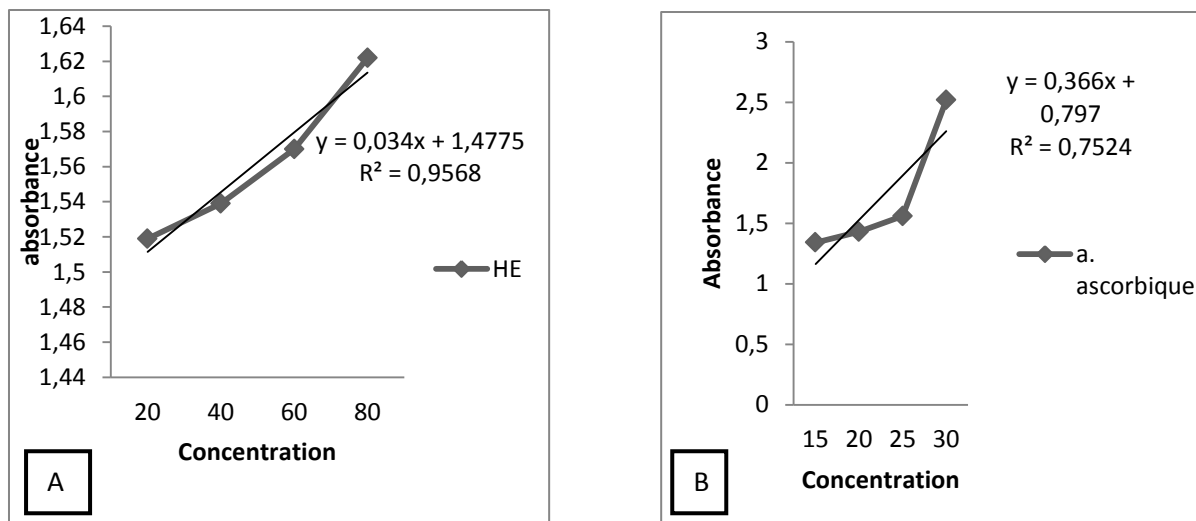 1,64
1,62
1,6
1,58
1,56
1,54
1,52
1,5
1,48
1,46
1,44
absorbance
y = 0,034x + 1,4775
R² = 0,9568
HE
20 40 60 80
Concentration
A
3
2,5
2
1,5
1
0,5
0
Absorbance
y = 0,366x +
0,797
R² = 0,7524
a.
ascorbique
15 20 25 30
Concentration
B